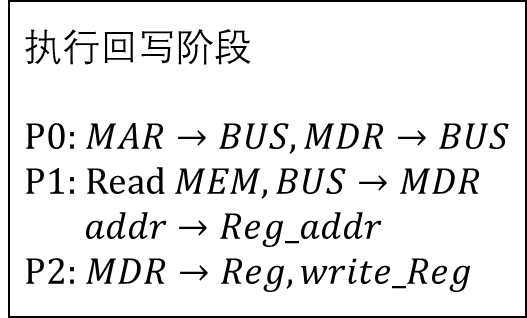 执行回写阶段
P0: MAR → BUS, MDR → BUS
P1: Read MEM, BUS → MDR
addr → Reg_addr
P2: MDR → Reg, write_Reg